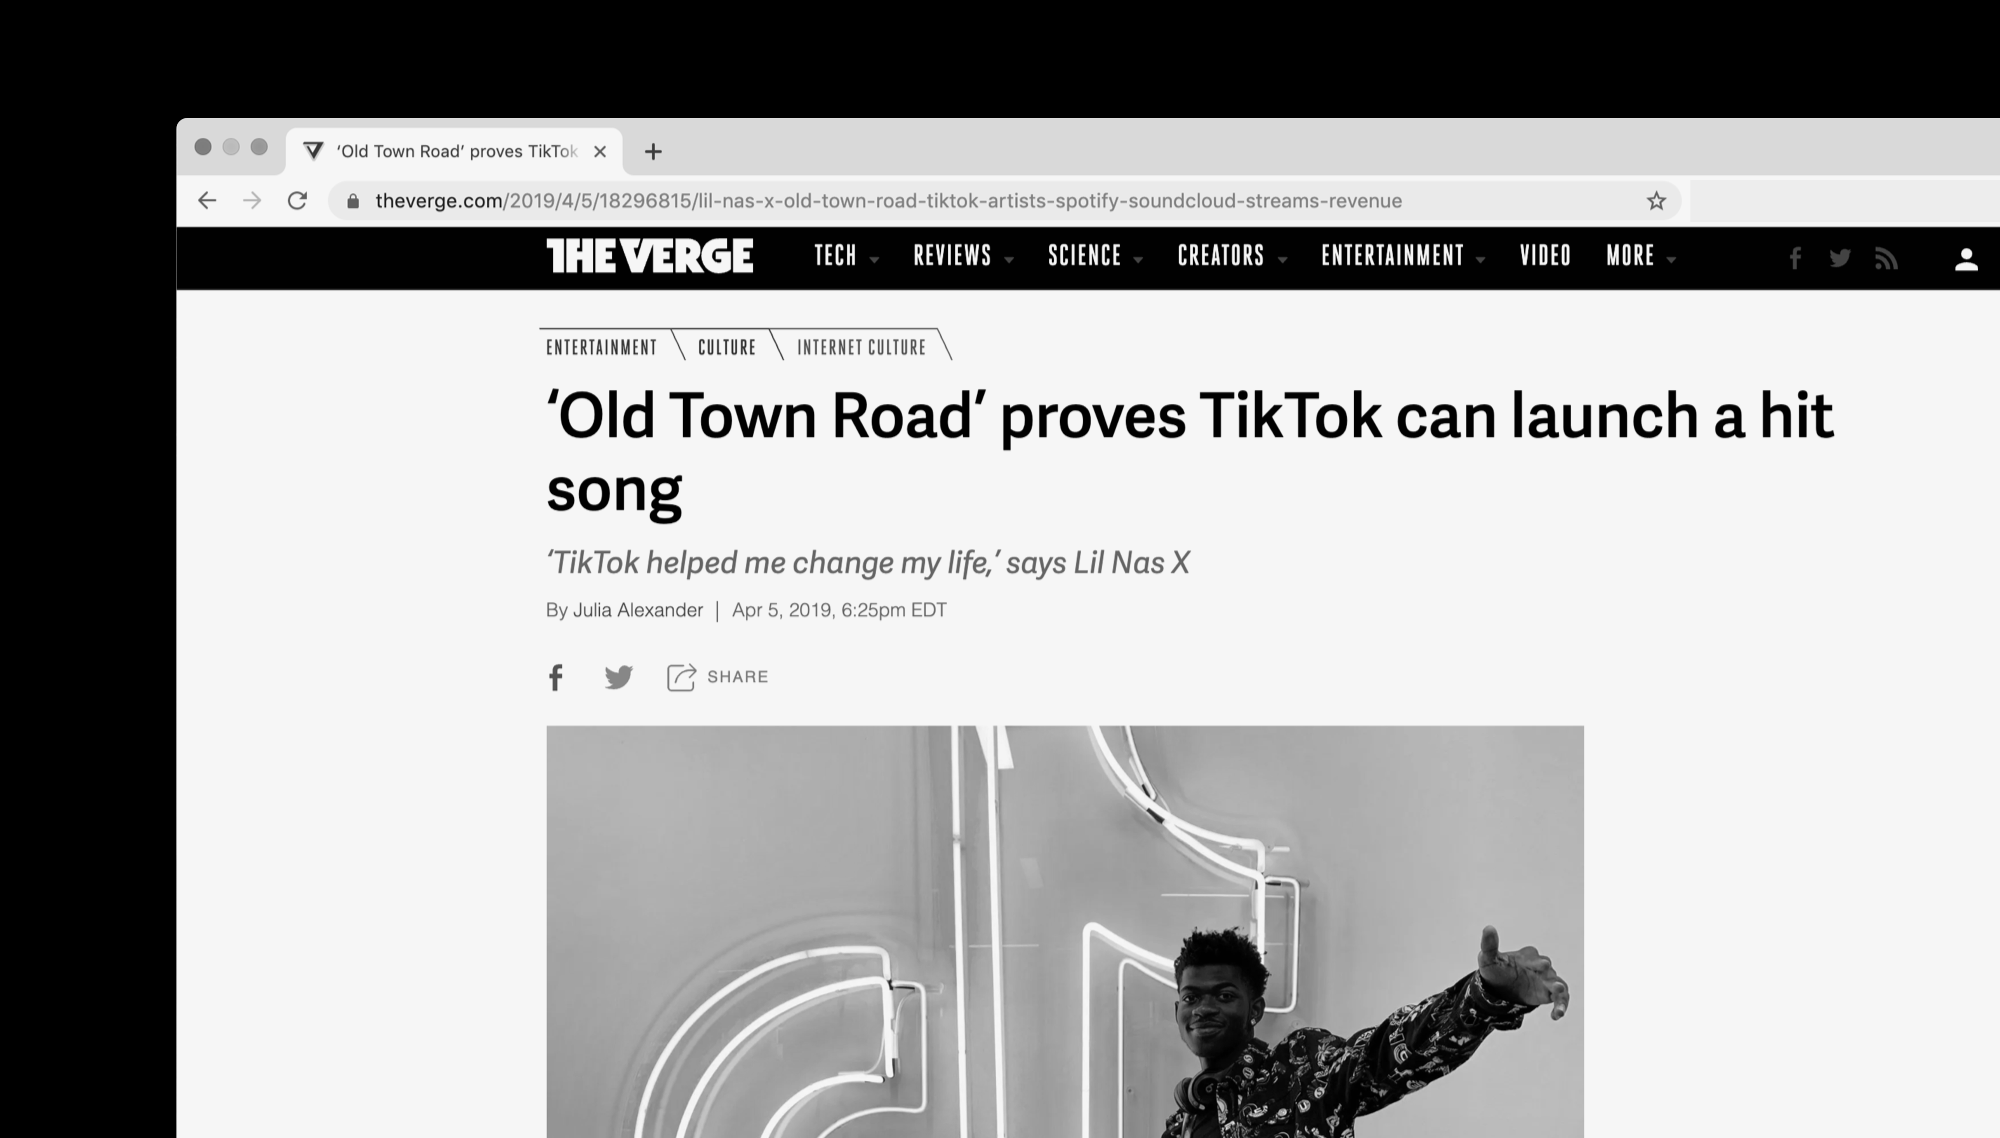 ‘Old Town Road’ proves TikTok
theverge.com/2019/4/5/18296815/lil-nas-x-old-town-road-tiktok-artists-spotify-soundcloud-streams-revenue
THE VERGE TECH REVIEWS SCIENCE CREATORS ENTERTAINMENT VIDEO MORE
ENTERTAINMENT CULTURE INTERNET CULTURE
‘Old Town Road’ proves TikTok can launch a hit
song
‘TikTok helped me change my life,’ says Lil Nas X
By Julia Alexander | Apr 5, 2019, 6:25pm EDT
SHARE